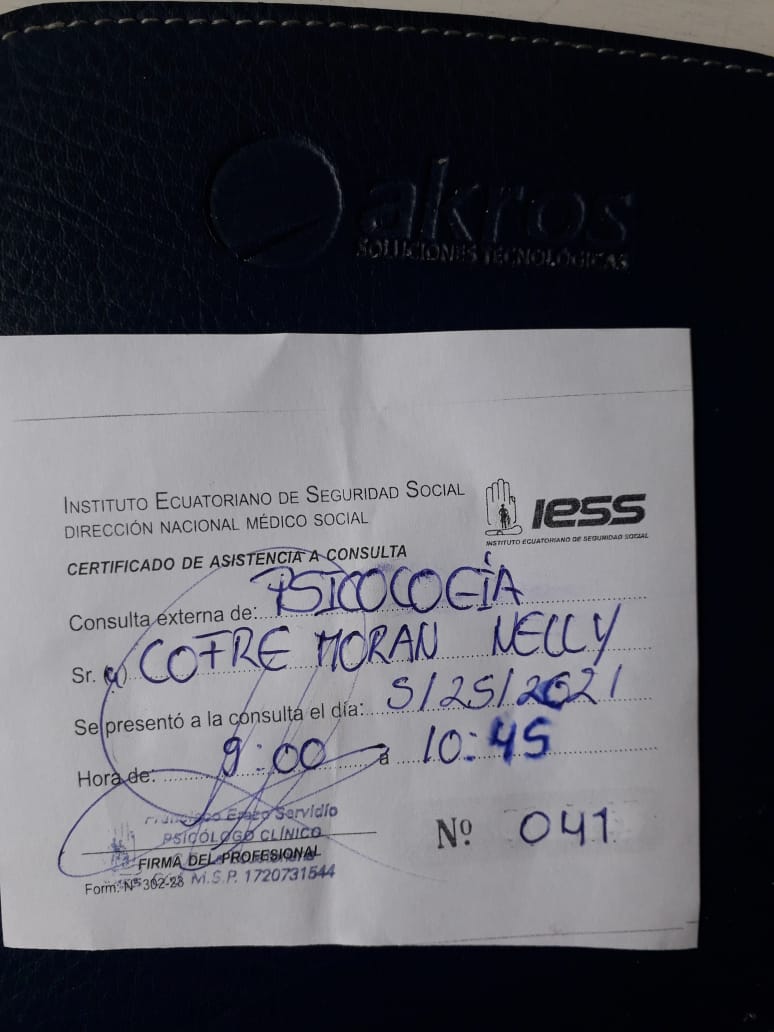 akros
SOLUCIONES TECNOLÓGICAS
INSTITUTO ECUATORIANO DE SEGURIDAD SOCIAL
DIRECCIÓN NACIONAL MÉDICO SOCIAL
IESS
INSTITUTO ECUATORIANO DE SEGURIDAD SOCIAL
CERTIFICADO DE ASISTENCIA A CONSULTA
Consulta externa de: PSICOLOGÍA
Sr. (a) COFRE MORAN NELLY
Se presentó a la consulta el día: 5/25/2021
Hora de: 9:00 a 10:45
Servidio
PSICÓLOGO CLÍNICO
Nº 041
FIRMA DEL PROFESIONAL
M.S.P. 1720731544
Form. Nº 302-28